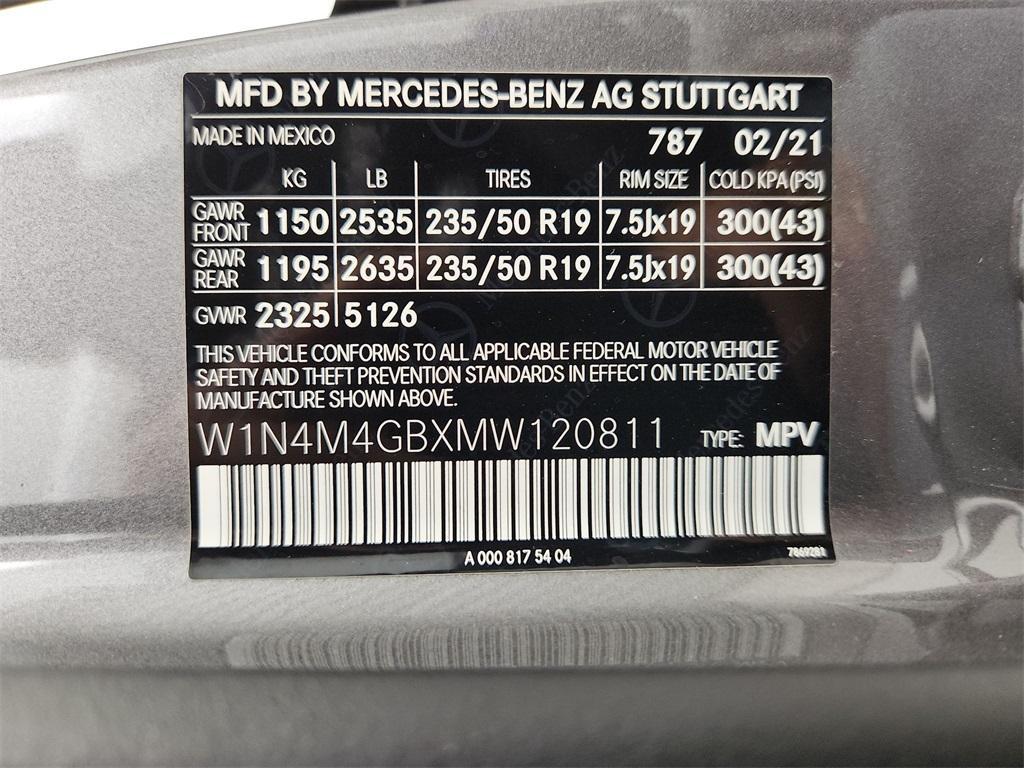 MFD BY MERCEDES-BENZ AG STUTTGART
MADE IN MEXICO 787 02/21
KG LB TIRES RIM SIZE COLD KPA(PSI)
GAWR FRONT 1150 2535 235/50 R19 7.5Jx19 300(43)
GAWR REAR 1195 2635 235/50 R19 7.5Jx19 300(43)
GVWR 2325 5126
THIS VEHICLE CONFORMS TO ALL APPLICABLE FEDERAL MOTOR VEHICLE
SAFETY AND THEFT PREVENTION STANDARDS IN EFFECT ON THE DATE OF
MANUFACTURE SHOWN ABOVE.
W1N4M4GBXMW120811 TYPE: MPV
A 000 817 54 04 7869281